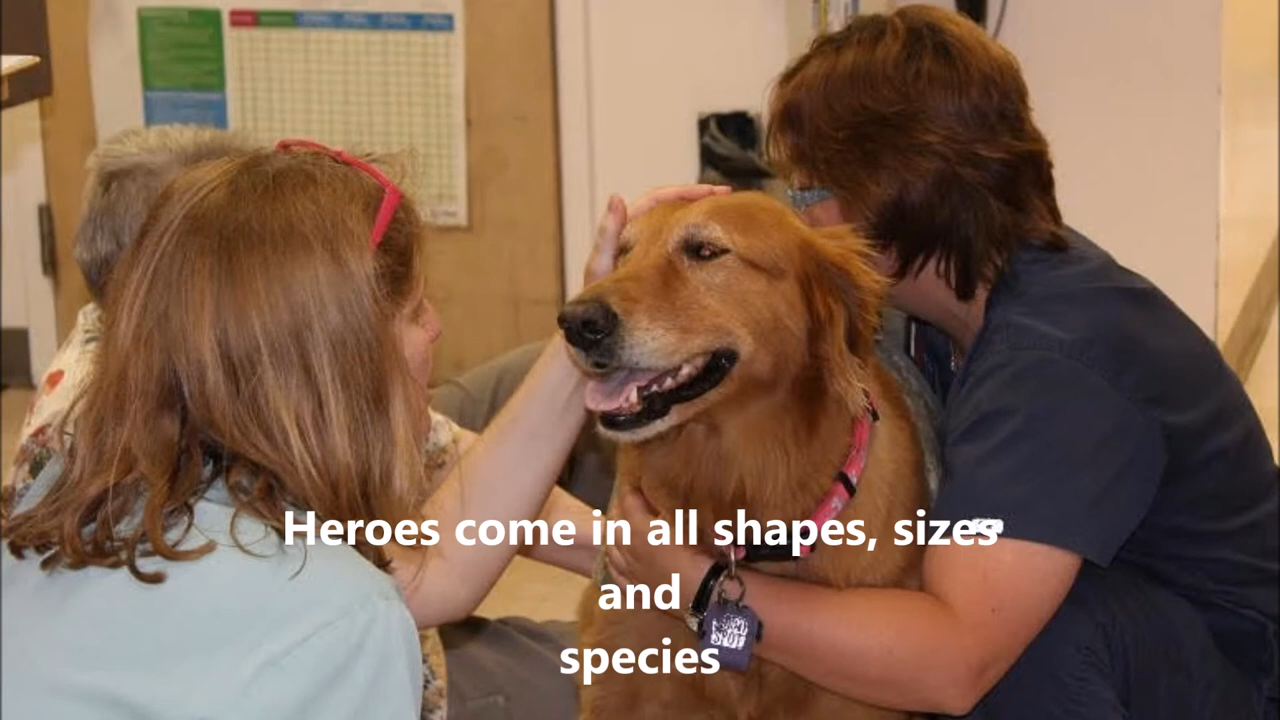 Heroes come in all shapes, sizes
and
species